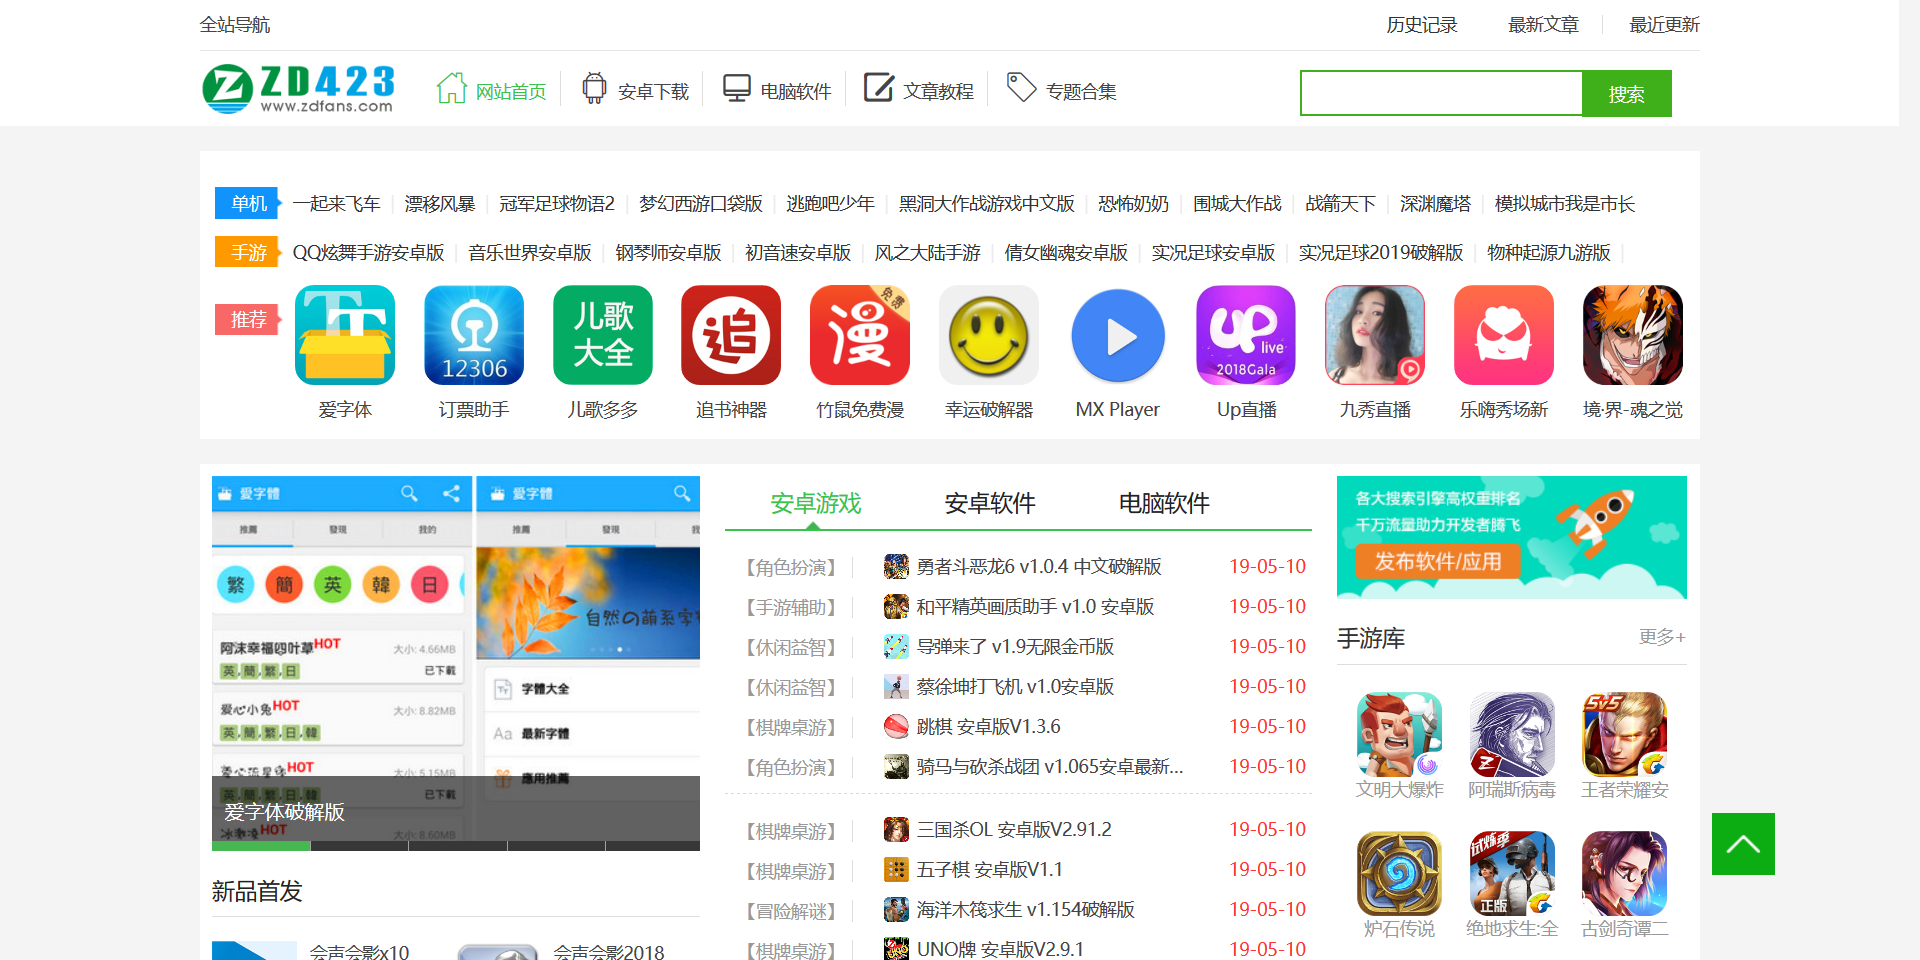 全站导航
历史记录 最新文章 最近更新
ZD423
www.zdfans.com
网站首页 安卓下载 电脑软件 文章教程 专题合集
搜索
单机 一起来飞车 漂移风暴 冠军足球物语2 梦幻西游口袋版 逃跑吧少年 黑洞大作战游戏中文版 恐怖奶奶 围城大作战 战箭天下 深渊魔塔 模拟城市我是市长
手游 QQ炫舞手游安卓版 音乐世界安卓版 钢琴师安卓版 初音速安卓版 风之大陆手游 倩女幽魂安卓版 实况足球安卓版 实况足球2019破解版 物种起源九游版
推荐
12306
儿歌
大全
追
漫
免费
UP
live
2018Gala
爱字体 订票助手 儿歌多多 追书神器 竹鼠免费漫 幸运破解器 MX Player Up直播 九秀直播 乐嗨秀场新 境·界-魂之觉
愛字體
推薦 發現 我的
繁 簡 英 韓 日
阿沫幸福四叶草HOT
大小: 4.66MB
英,簡,繁,日
已下載
爱心小兔HOT
大小: 8.82MB
英,簡,繁,日,韓
爱心流星缘HOT
大小: 5.15MB
英,簡,繁,日,韓
已下載
HOT
大小: 8.60MB
愛字體
推薦 發現 我
自然の萌系字
字體大全
Aa 最新字體
應用推薦
爱字体破解版
新品首发
会声会影x10 会声会影2018
安卓游戏 安卓软件 电脑软件
【角色扮演】 勇者斗恶龙6 v1.0.4 中文破解版 19-05-10
【手游辅助】 和平精英画质助手 v1.0 安卓版 19-05-10
【休闲益智】 导弹来了 v1.9无限金币版 19-05-10
【休闲益智】 蔡徐坤打飞机 v1.0安卓版 19-05-10
【棋牌桌游】 跳棋 安卓版V1.3.6 19-05-10
【角色扮演】 骑马与砍杀战团 v1.065安卓最新... 19-05-10
【棋牌桌游】 三国杀OL 安卓版V2.91.2 19-05-10
【棋牌桌游】 五子棋 安卓版V1.1 19-05-10
【冒险解谜】 海洋木筏求生 v1.154破解版 19-05-10
【棋牌桌游】 UNO牌 安卓版V2.9.1 19-05-10
各大搜索引擎高权重排名
千万流量助力开发者腾飞
发布软件/应用
手游库 更多+
5v5
文明大爆炸 阿瑞斯病毒 王者荣耀安
试炼季
正版
炉石传说 绝地求生:全 古剑奇谭二